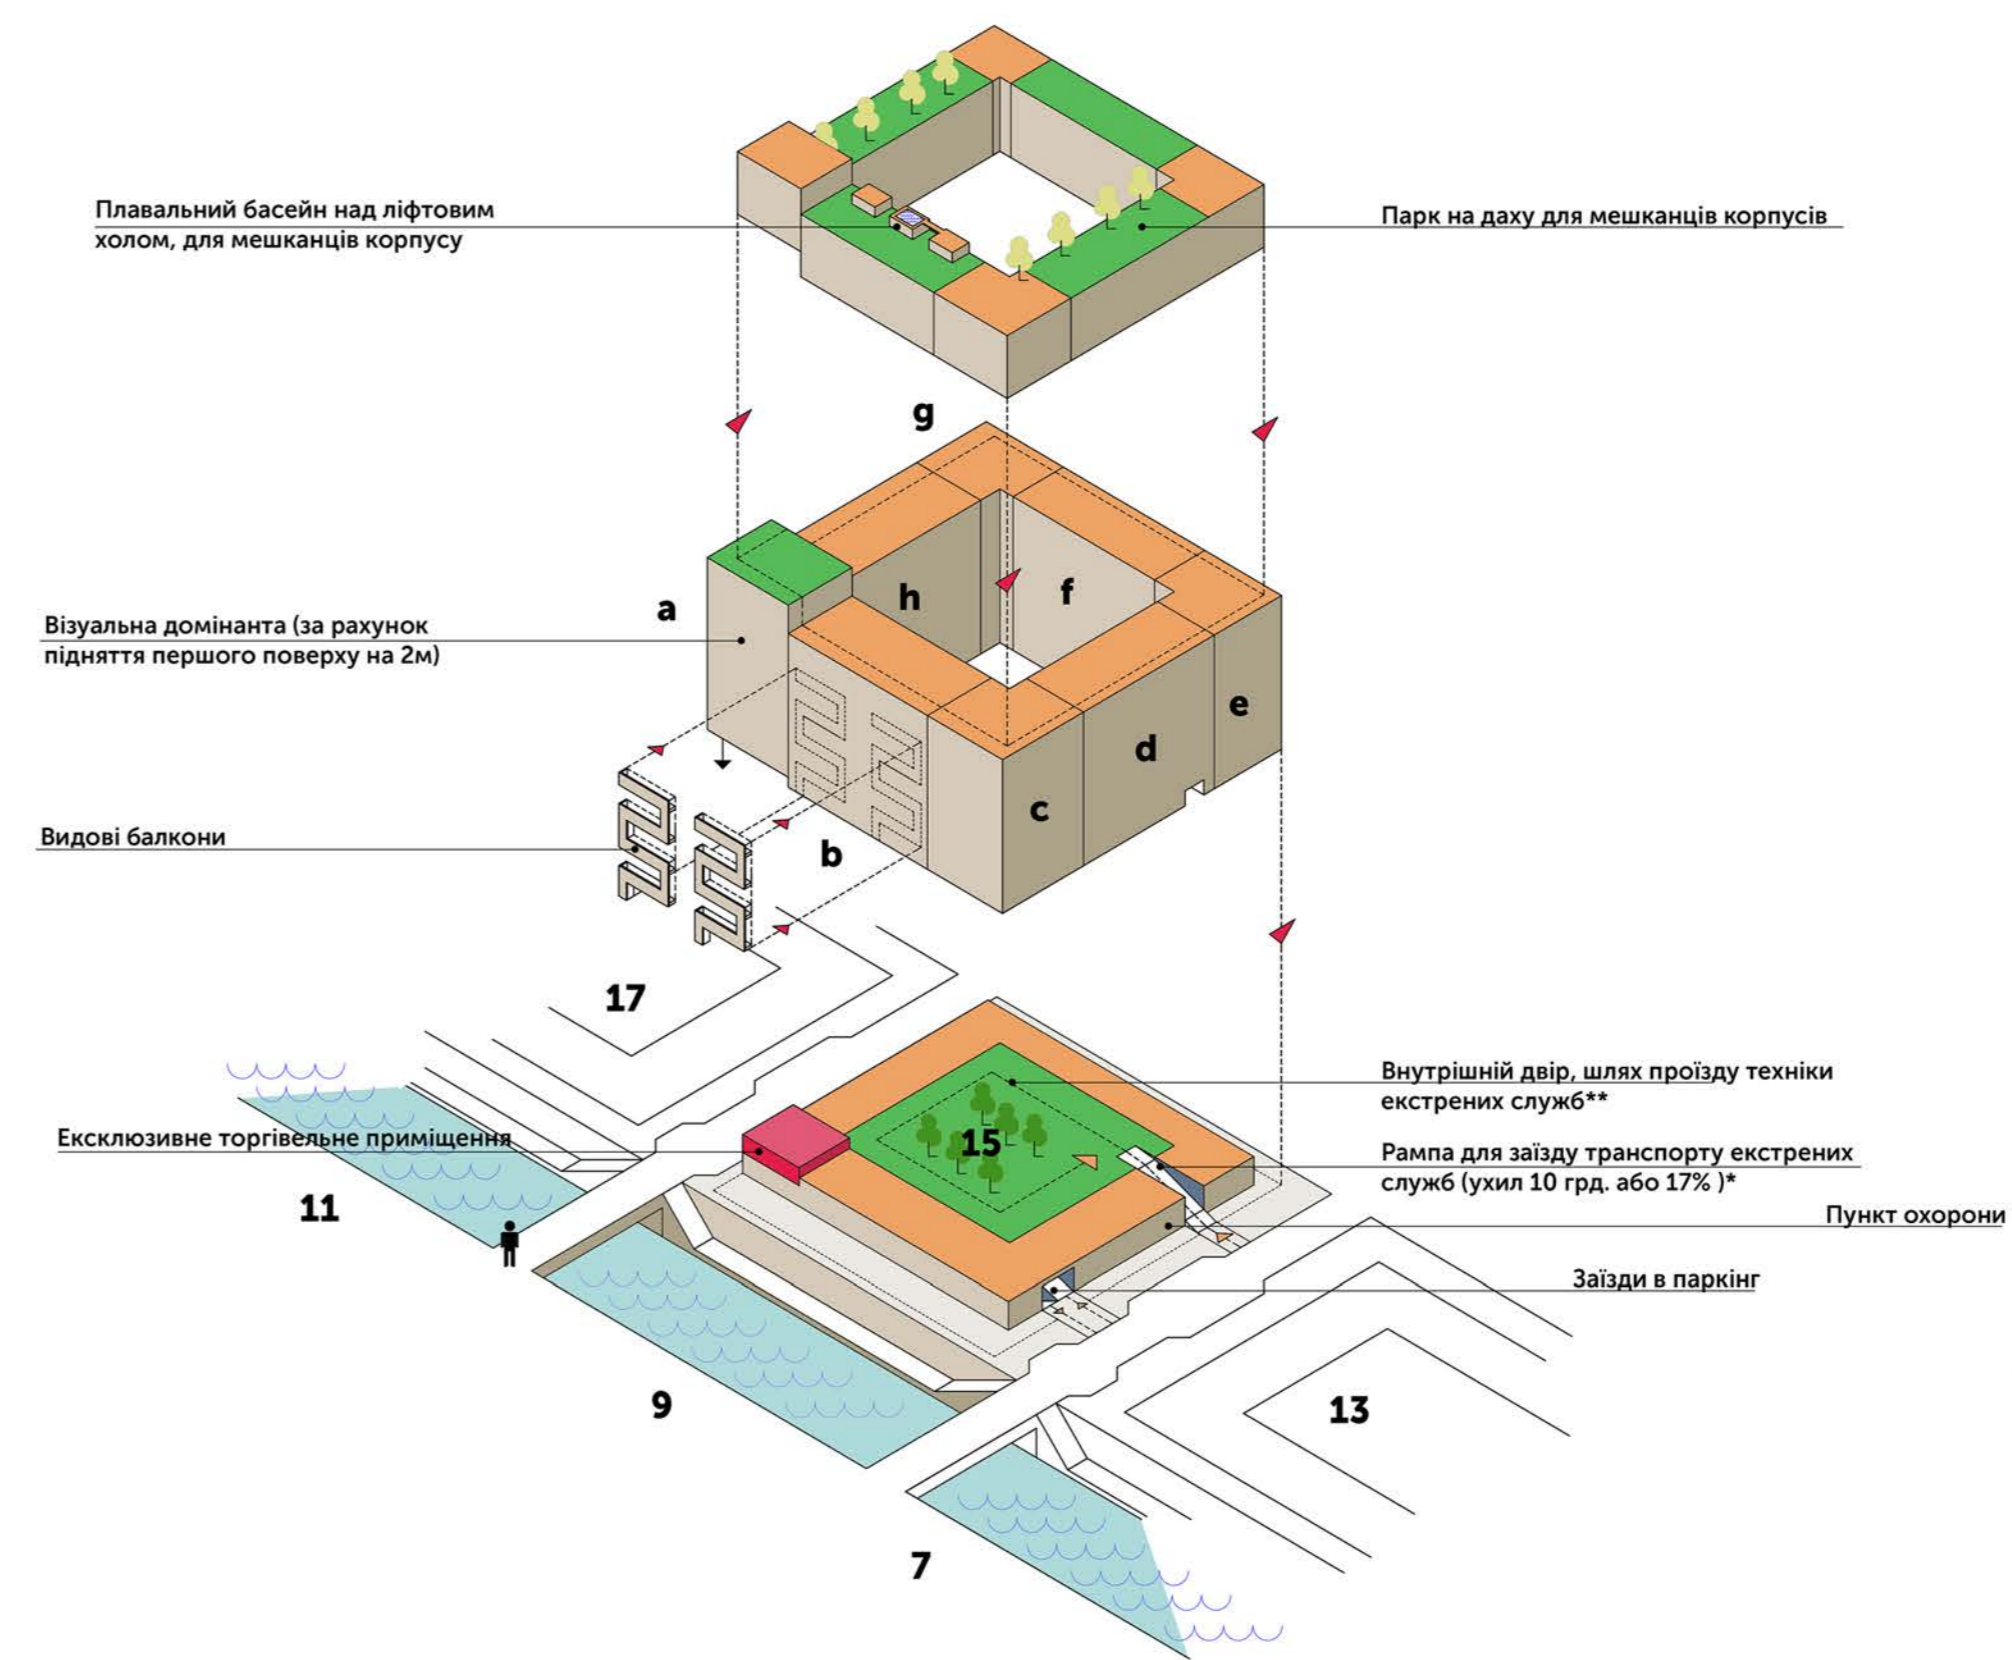 Плавальний басейн над ліфтовим
холом, для мешканців корпусу
Парк на даху для мешканців корпусів
g
a
h
f
Візуальна домінанта (за рахунок
підняття першого поверху на 2м)
e
d
c
Видові балкони
b
17
Внутрішній двір, шлях проїзду техніки
екстрених служб**
Ексклюзивне торгівельне приміщення
15
Рампа для заїзду транспорту екстрених
служб (ухил 10 грд. або 17% )*
11
Пункт охорони
Заїзди в паркінг
9
13
7